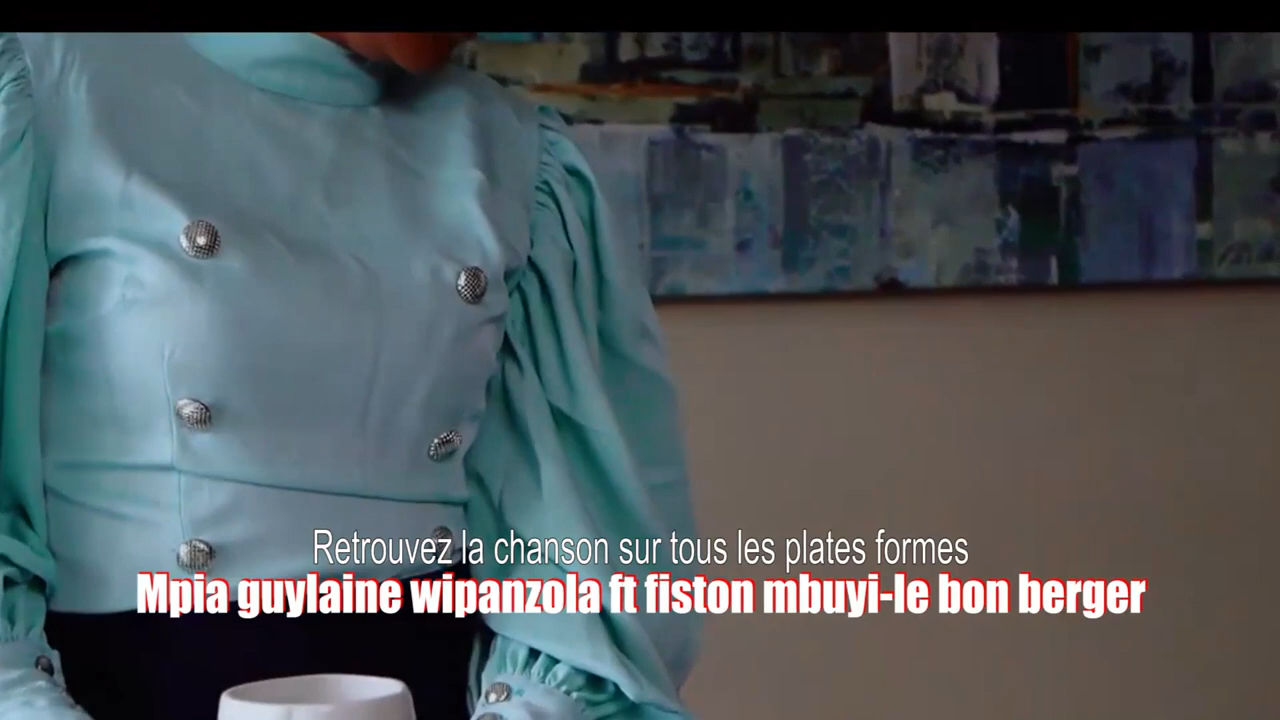 Retrouvez la chanson sur tous les plates formes
Mpia guylaine wipanzola ft fiston mbuyi-le bon berger